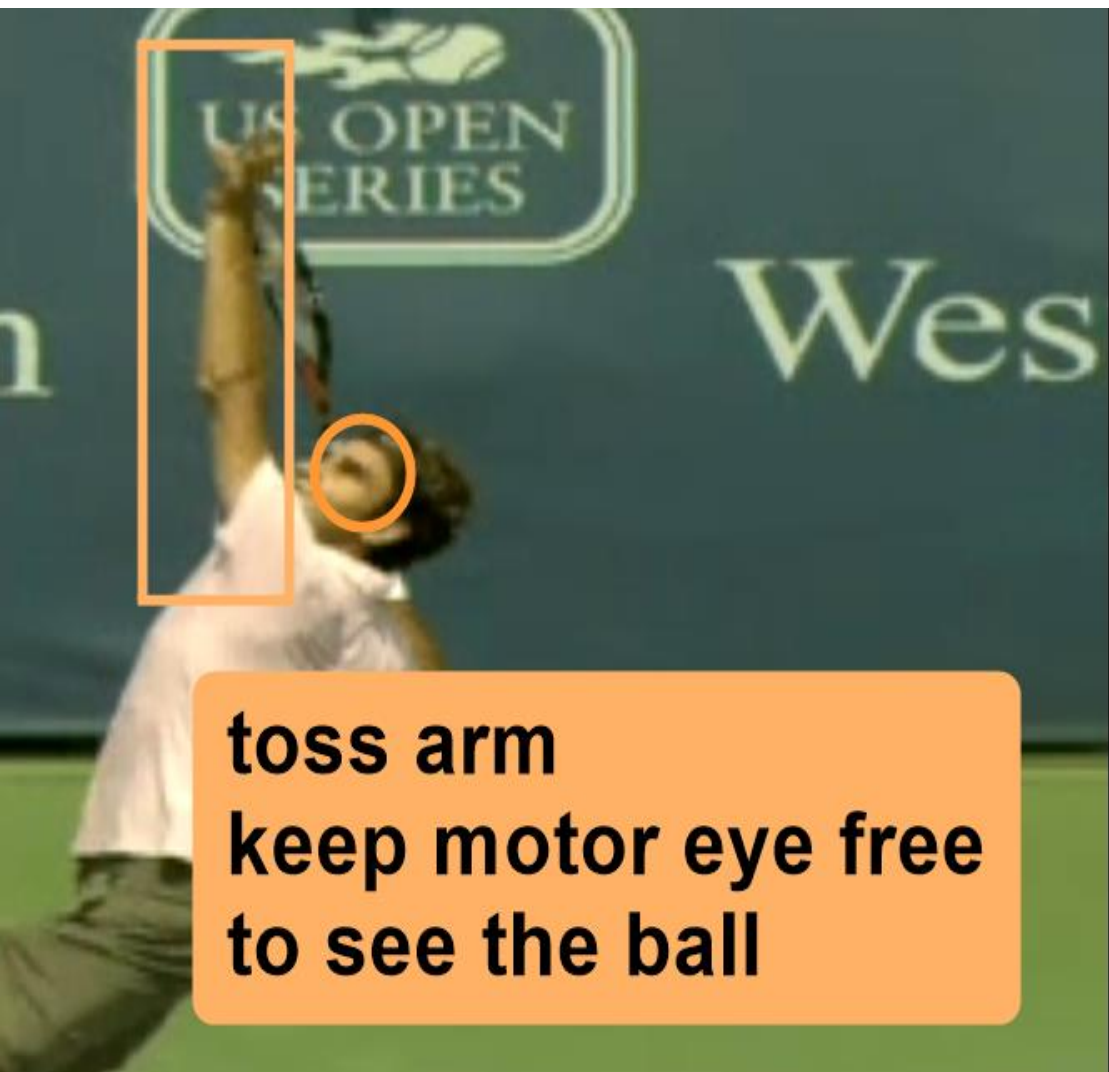 US OPEN
SERIES
n
Wes
toss arm
keep motor eye free
to see the ball